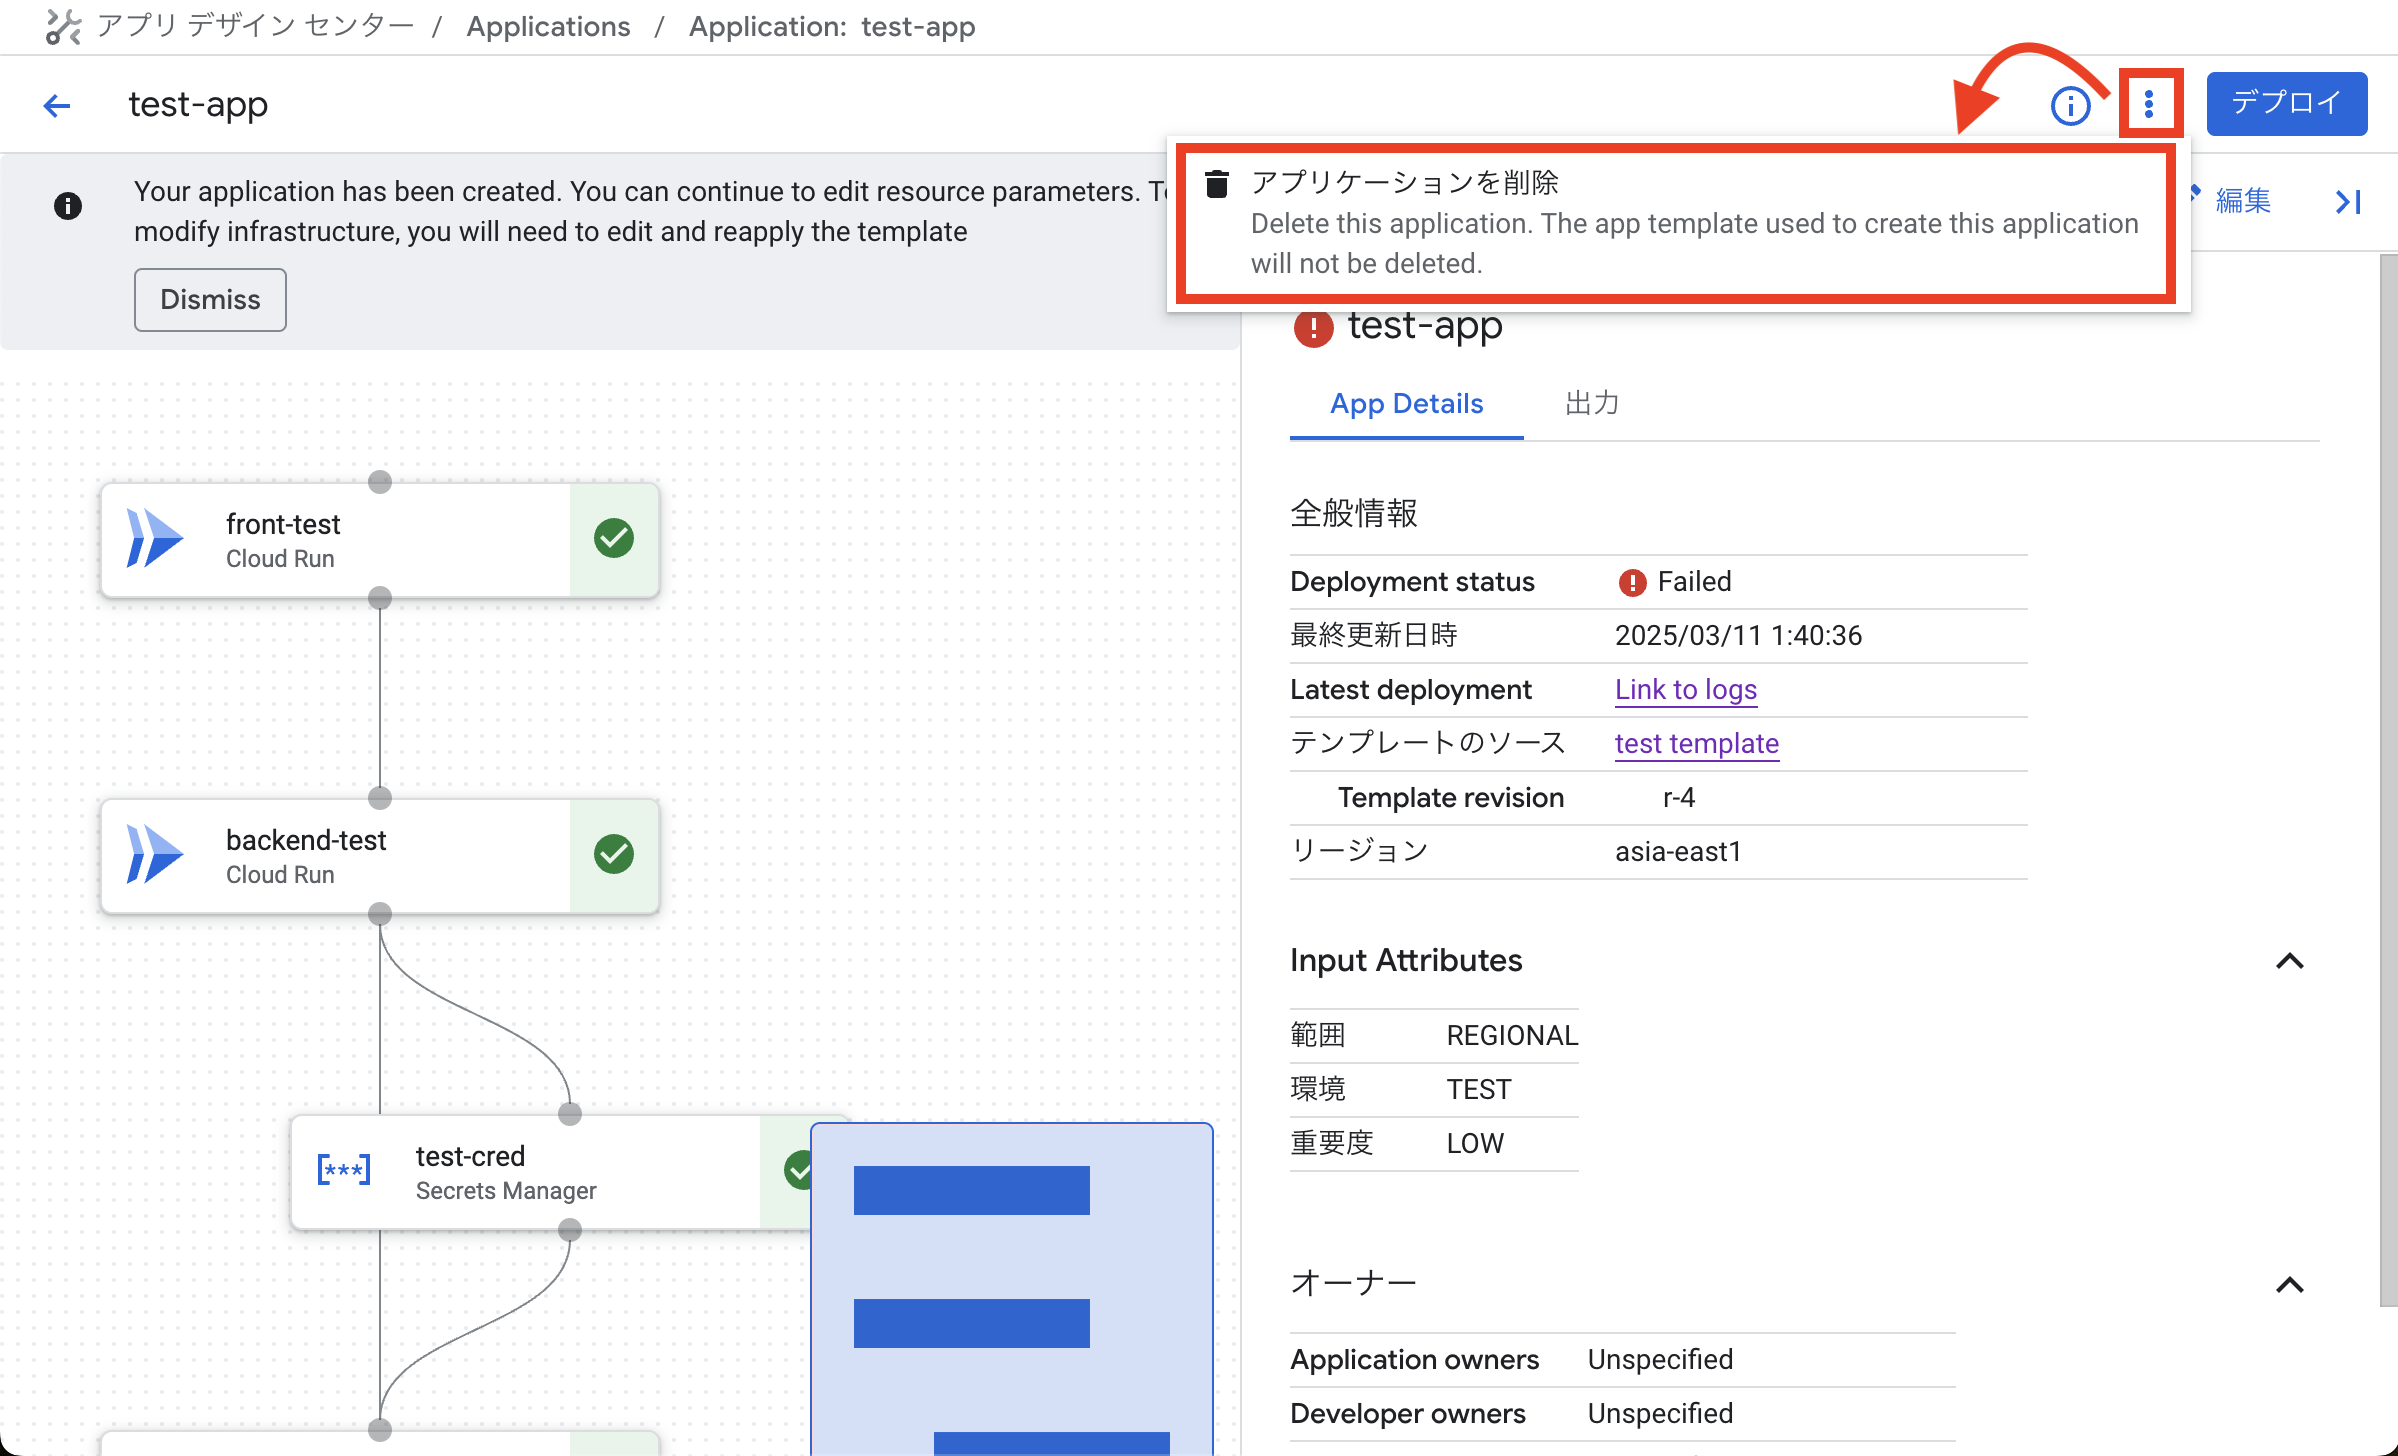 アプリ デザイン センター / Applications / Application: test-app
test-app
デプロイ
Your application has been created. You can continue to edit resource parameters. To
modify infrastructure, you will need to edit and reapply the template
Dismiss
アプリケーションを削除
Delete this application. The app template used to create this application
will not be deleted.
編集
test-app
App Details
出力
front-test
Cloud Run
backend-test
Cloud Run
[***]
test-cred
Secrets Manager
全般情報
Deployment status Failed
最終更新日時 2025/03/11 1:40:36
Latest deployment Link to logs
テンプレートのソース test template
Template revision r-4
リージョン asia-east1
Input Attributes
範囲 REGIONAL
環境 TEST
重要度 LOW
オーナー
Application owners Unspecified
Developer owners Unspecified